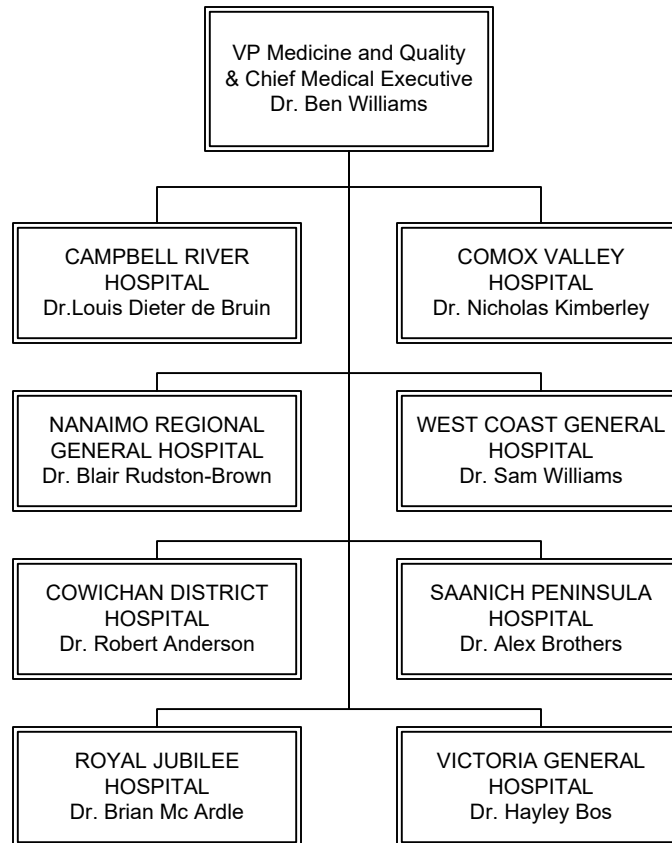 VP Medicine and Quality
& Chief Medical Executive
Dr. Ben Williams
CAMPBELL RIVER
HOSPITAL
Dr.Louis Dieter de Bruin
COMOX VALLEY
HOSPITAL
Dr. Nicholas Kimberley
NANAIMO REGIONAL
GENERAL HOSPITAL
Dr. Blair Rudston-Brown
WEST COAST GENERAL
HOSPITAL
Dr. Sam Williams
COWICHAN DISTRICT
HOSPITAL
Dr. Robert Anderson
SAANICH PENINSULA
HOSPITAL
Dr. Alex Brothers
ROYAL JUBILEE
HOSPITAL
Dr. Brian Mc Ardle
VICTORIA GENERAL
HOSPITAL
Dr. Hayley Bos